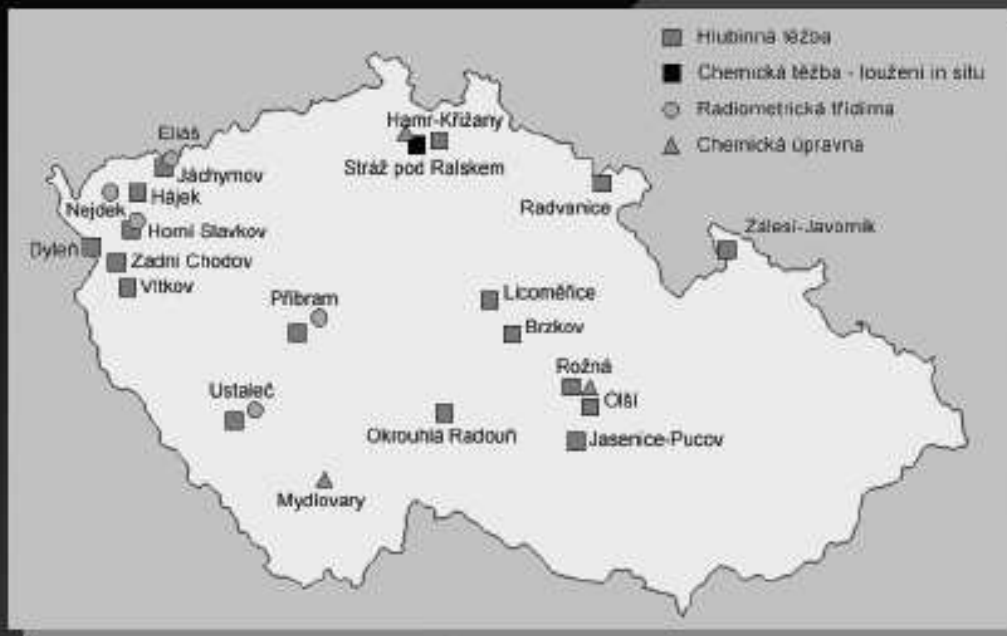 Hlubinná těžba
Chemická těžba - loužení in situ
Radiometrická třídírna
Chemická úpravna
Hamr-Křižany
Eliáš
Stráž pod Ralskem
Jáchymov
Hájek
Nejdek
Radvanice
Horní Slavkov
Zálesí-Javorník
Dyleň
Zadní Chodov
Vítkov
Příbram
Licoměřice
Brzkov
Rožná
Ustaleč
Olší
Okrouhlá Radouň
Jasenice-Pucov
Mydlovary